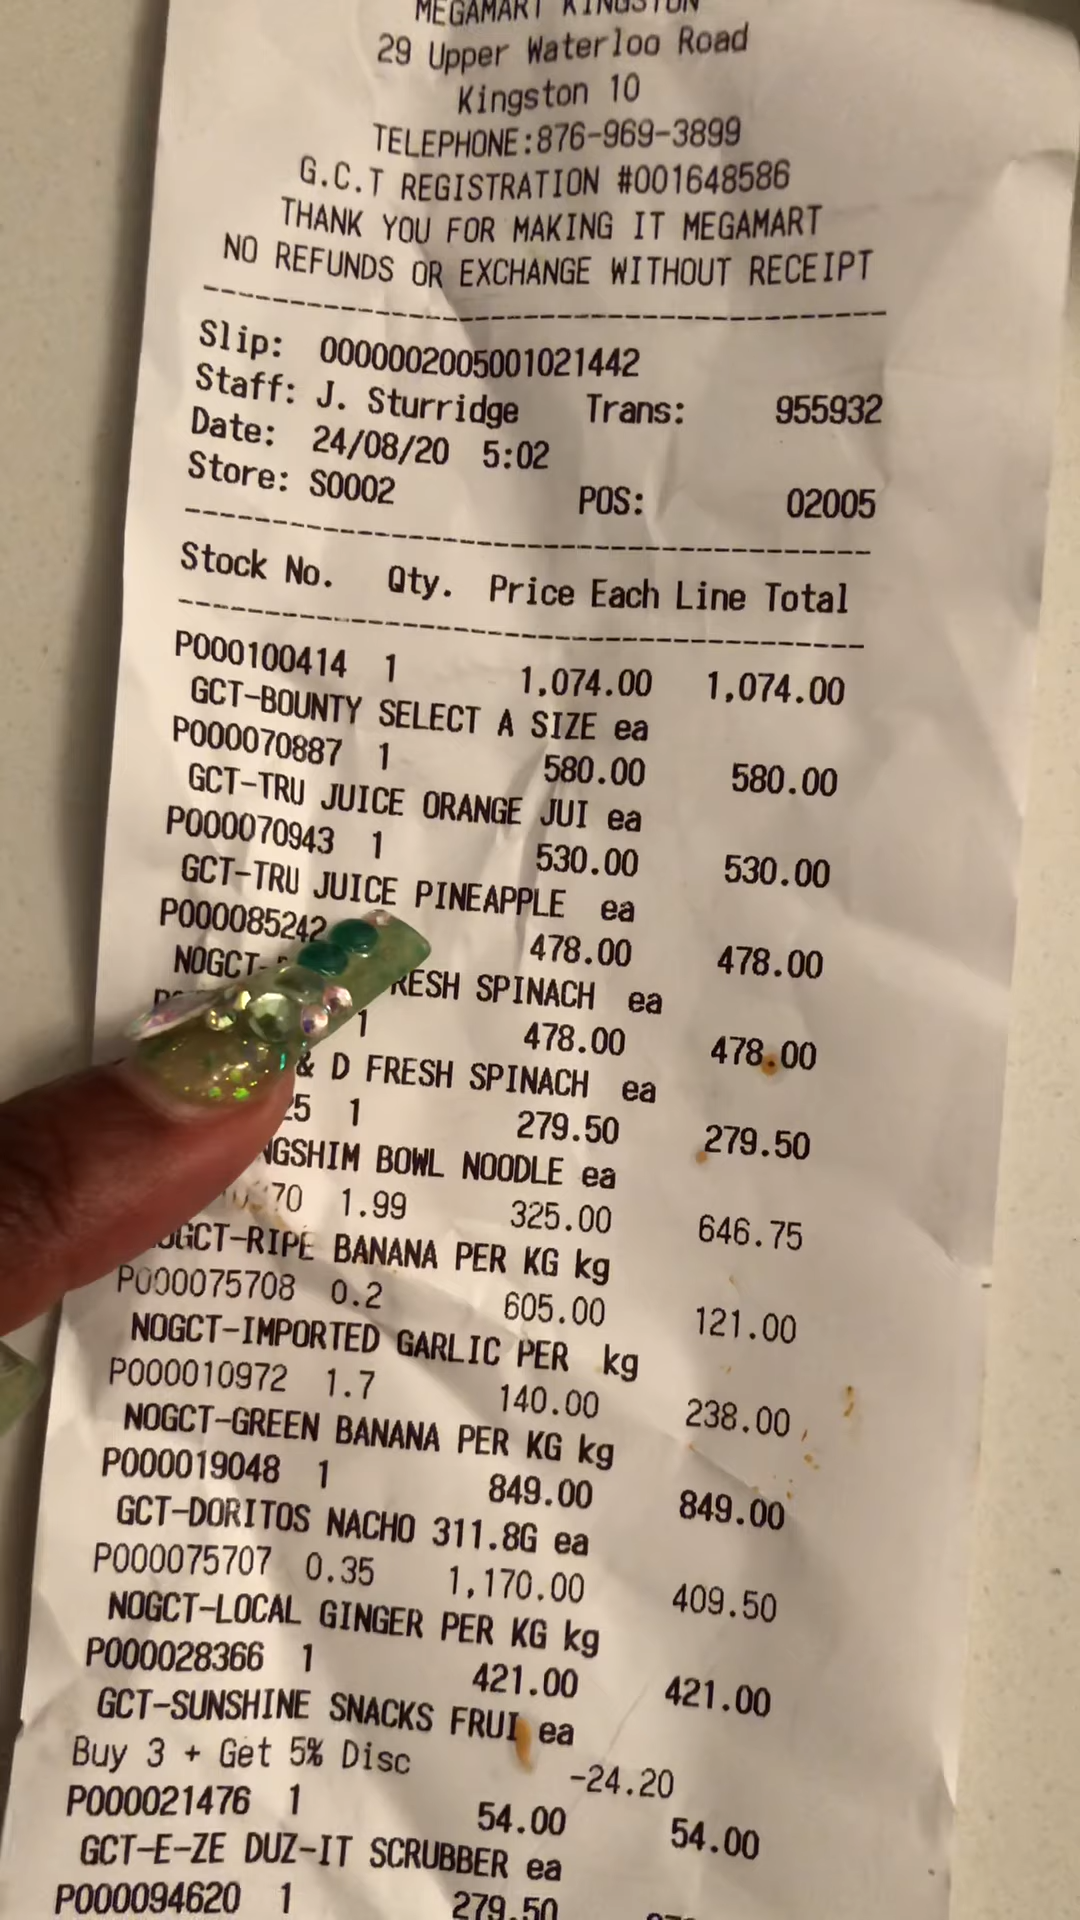 MEGAMART KINGSTON
29 Upper Waterloo Road
Kingston 10
TELEPHONE:876-969-3899
G.C.T REGISTRATION #001648586
THANK YOU FOR MAKING IT MEGAMART
NO REFUNDS OR EXCHANGE WITHOUT RECEIPT
Slip: 0000002005001021442
Staff: J. Sturridge Trans: 955932
Date: 24/08/20 5:02
Store: S0002 POS: 02005
Stock No. Qty. Price Each Line Total
P000100414 1 1,074.00 1,074.00
GCT-BOUNTY SELECT A SIZE ea
P000070887 1 580.00 580.00
GCT-TRU JUICE ORANGE JUI ea
P000070943 1 530.00 530.00
GCT-TRU JUICE PINEAPPLE ea
P000085242 478.00 478.00
NOGCT- RESH SPINACH ea
1 478.00 478.00
& D FRESH SPINACH ea
25 1 279.50 279.50
NGSHIM BOWL NOODLE ea
70 1.99 325.00 646.75
NOGCT-RIPE BANANA PER KG kg
P000075708 0.2 605.00 121.00
NOGCT-IMPORTED GARLIC PER kg
P000010972 1.7 140.00 238.00
NOGCT-GREEN BANANA PER KG kg
P000019048 1 849.00 849.00
GCT-DORITOS NACHO 311.8G ea
P000075707 0.35 1,170.00 409.50
NOGCT-LOCAL GINGER PER KG kg
P000028366 1 421.00 421.00
GCT-SUNSHINE SNACKS FRUI ea
Buy 3 + Get 5% Disc -24.20
P000021476 1 54.00 54.00
GCT-E-ZE DUZ-IT SCRUBBER ea
P000094620 1 279.50